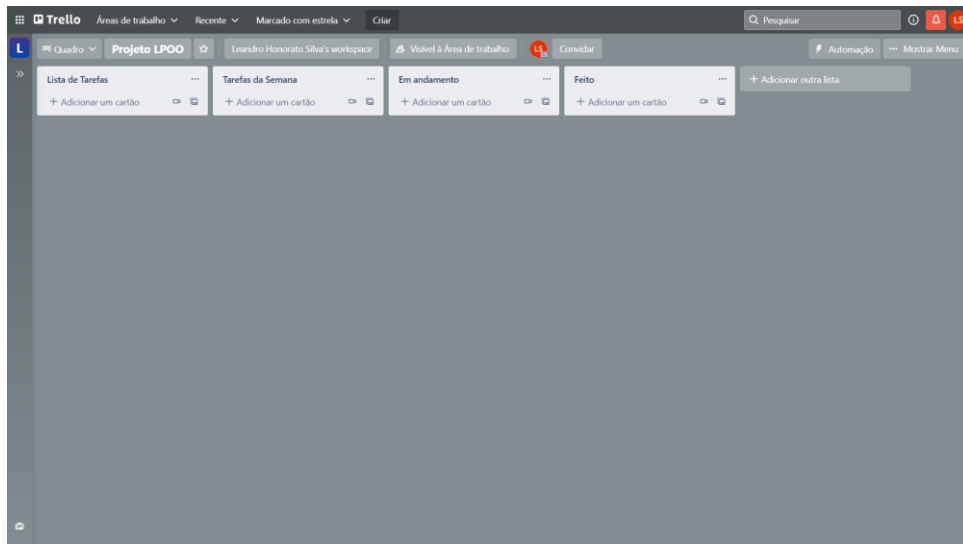 Trello Áreas de trabalho Recente Marcado com estrela Criar Pesquisar LS
L Quadro Projeto LPOO Leandro Honorato Silva's workspace Visível à Área de trabalho LS Convidar Automação ··· Mostrar Menu
Lista de Tarefas ··· Tarefas da Semana ··· Em andamento ··· Feito ··· + Adicionar outra lista
+ Adicionar um cartão + Adicionar um cartão + Adicionar um cartão + Adicionar um cartão